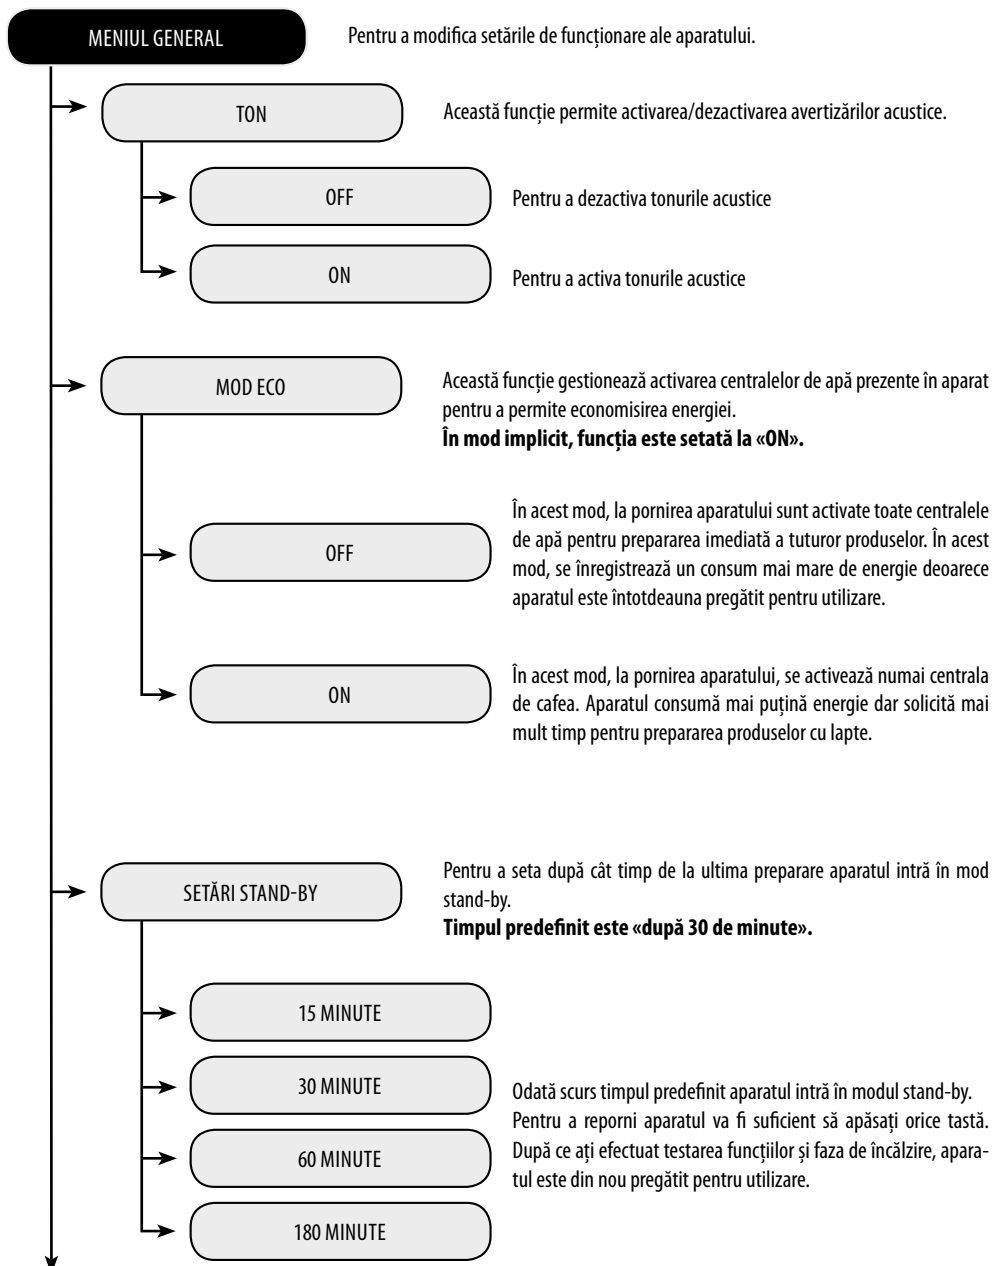 MENIUL GENERAL
Pentru a modifica setările de funcționare ale aparatului.
TON
Această funcție permite activarea/dezactivarea avertizărilor acustice.
OFF
Pentru a dezactiva tonurile acustice
ON
Pentru a activa tonurile acustice
MOD ECO
Această funcție gestionează activarea centralelor de apă prezente în aparat
pentru a permite economisirea energiei.
În mod implicit, funcția este setată la «ON».
OFF
În acest mod, la pornirea aparatului sunt activate toate centralele
de apă pentru prepararea imediată a tuturor produselor. În acest
mod, se înregistrează un consum mai mare de energie deoarece
aparatul este întotdeauna pregătit pentru utilizare.
ON
În acest mod, la pornirea aparatului, se activează numai centrala
de cafea. Aparatul consumă mai puțină energie dar solicită mai
mult timp pentru prepararea produselor cu lapte.
SETĂRI STAND-BY
Pentru a seta după cât timp de la ultima preparare aparatul intră în mod
stand-by.
Timpul predefinit este «după 30 de minute».
15 MINUTE
30 MINUTE
60 MINUTE
180 MINUTE
Odată scurs timpul predefinit aparatul intră în modul stand-by.
Pentru a reporni aparatul va fi suficient să apăsați orice tastă.
După ce ați efectuat testarea funcțiilor și faza de încălzire, apara-
tul este din nou pregătit pentru utilizare.